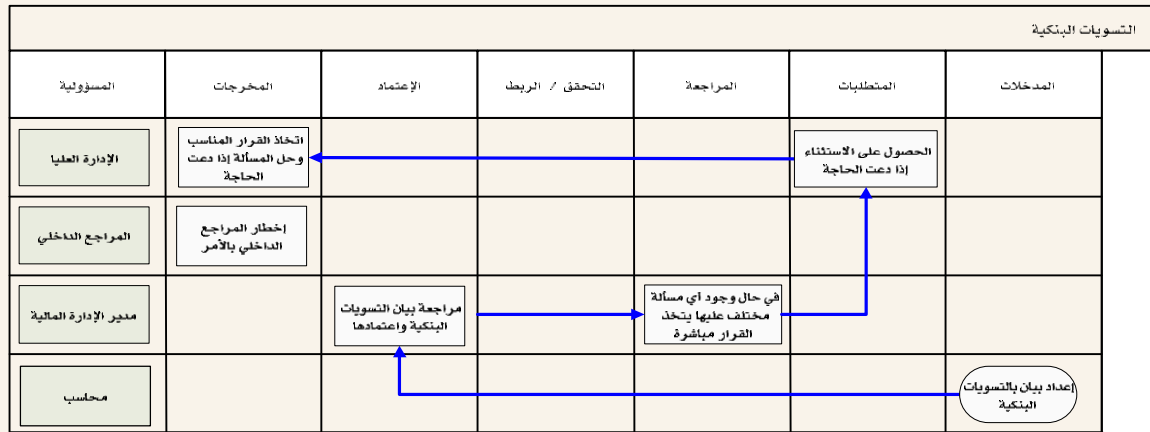 التسويات البنكية
المدخلات
المتطلبات
المراجعة
التحقق / الربط
الإعتماد
المخرجات
المسؤولية
الحصول على الاستثناء
إذا دعت الحاجة
اتخاذ القرار المناسب
وحل المسألة إذا دعت
الحاجة
الإدارة العليا
إخطار المراجع
الداخلي بالأمر
المراجع الداخلي
في حال وجود أي مسألة
مختلف عليها يتخذ
القرار مباشرة
مراجعة بيان التسويات
البنكية واعتمادها
مدير الإدارة المالية
إعداد بيان بالتسويات
البنكية
محاسب